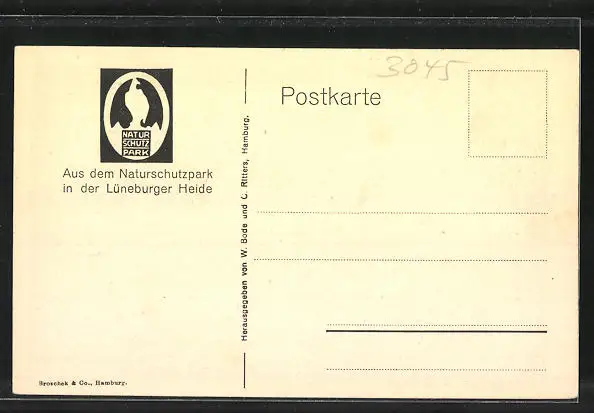 NATUR
SCHUTZ
PARK
Aus dem Naturschutzpark
in der Lüneburger Heide
Broschek & Co., Hamburg.
Herausgegeben von W. Bode und C. Ritters, Hamburg.
3045
Postkarte